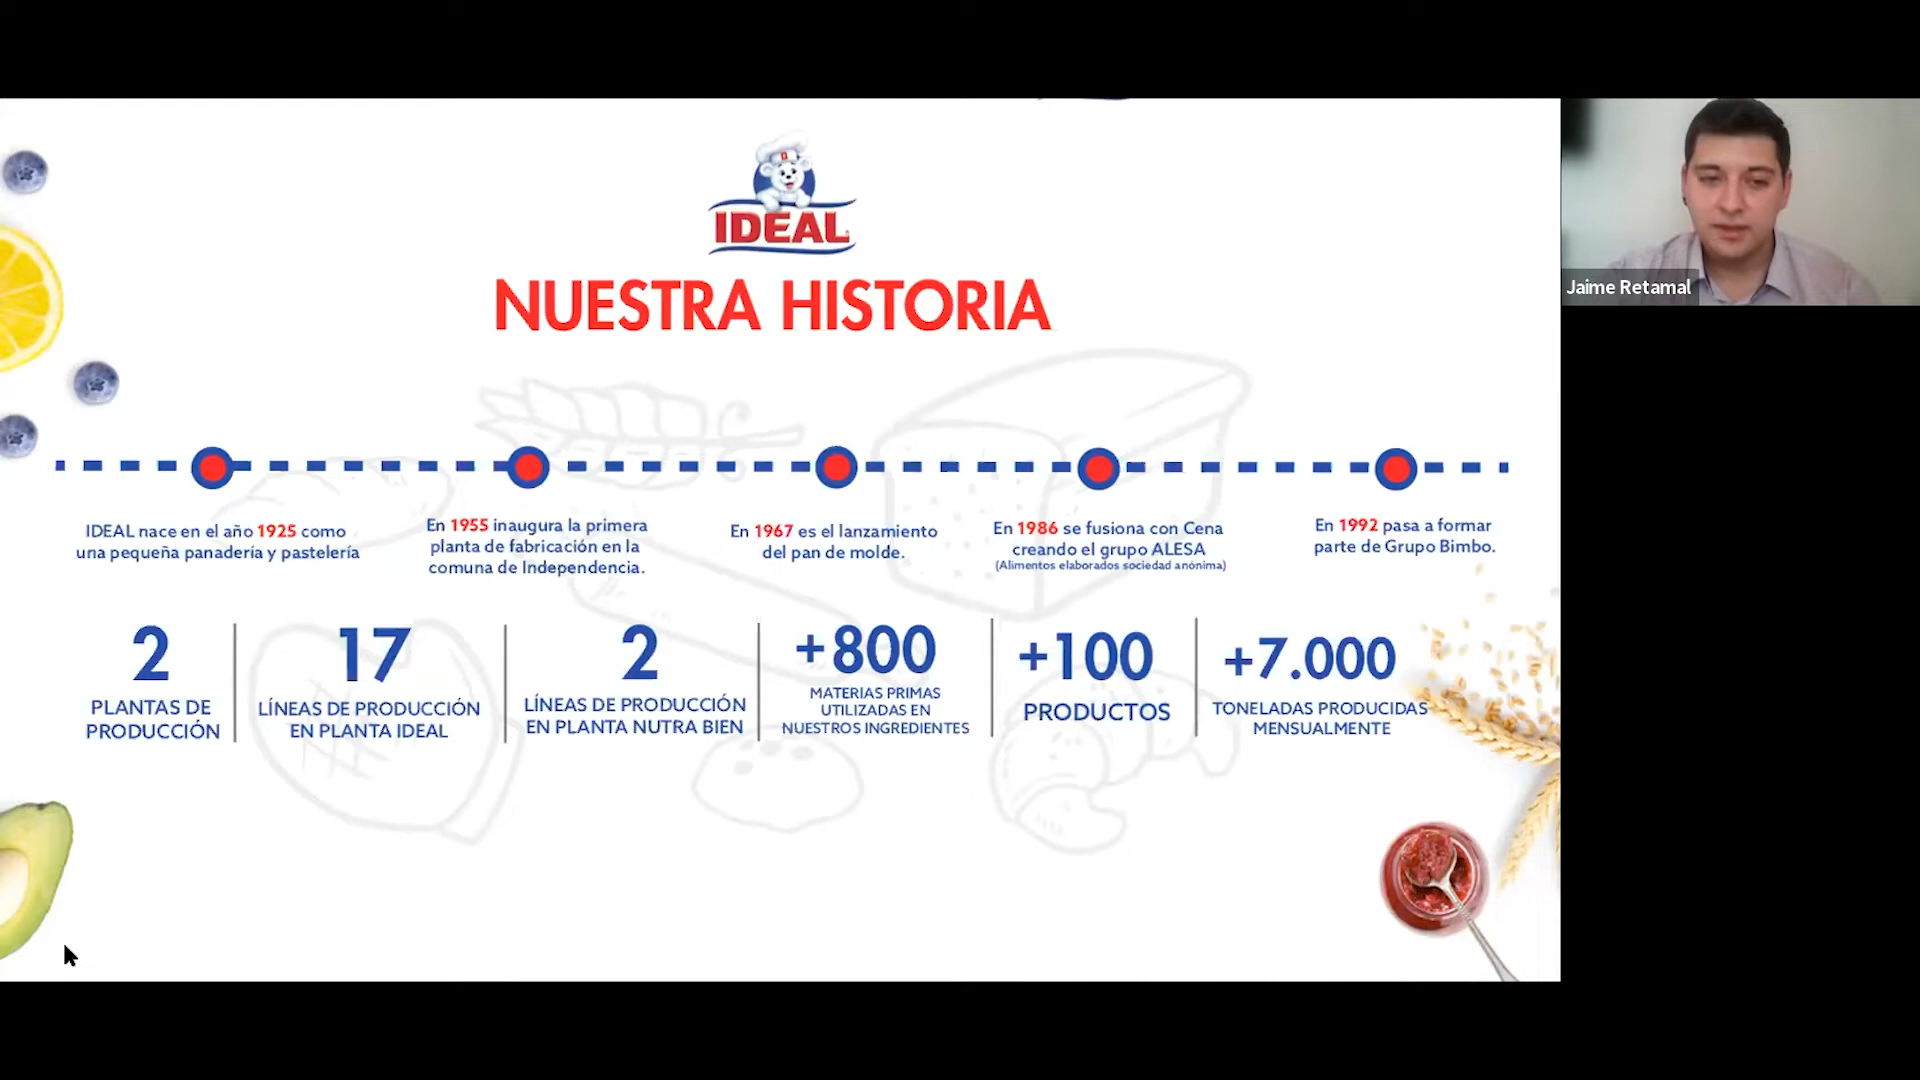 IDEAL
NUESTRA HISTORIA
Jaime Retamal
IDEAL nace en el año 1925 como
una pequeña panadería y pastelería
En 1955 inaugura la primera
planta de fabricación en la
comuna de Independencia.
En 1967 es el lanzamiento
del pan de molde.
En 1986 se fusiona con Cena
creando el grupo ALESA
(Alimentos elaborados sociedad anónima)
En 1992 pasa a formar
parte de Grupo Bimbo.
2
PLANTAS DE
PRODUCCIÓN
17
LÍNEAS DE PRODUCCIÓN
EN PLANTA IDEAL
2
LÍNEAS DE PRODUCCIÓN
EN PLANTA NUTRA BIEN
+800
MATERIAS PRIMAS
UTILIZADAS EN
NUESTROS INGREDIENTES
+100
PRODUCTOS
+7.000
TONELADAS PRODUCIDAS
MENSUALMENTE